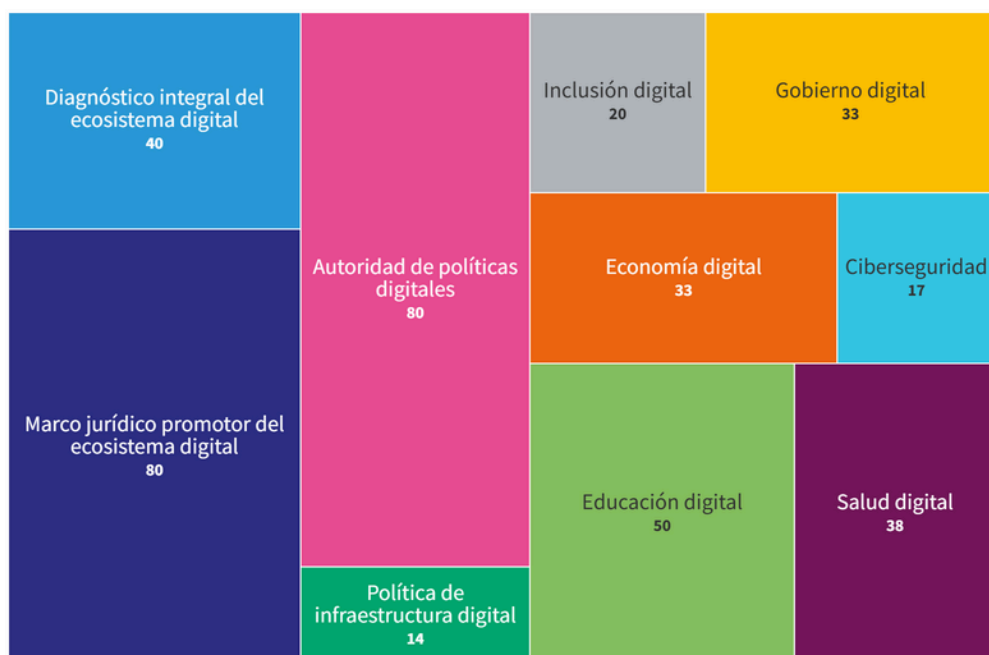 Diagnóstico integral del
ecosistema digital
40
Marco jurídico promotor del
ecosistema digital
80
Autoridad de políticas
digitales
80
Política de
infraestructura digital
14
Inclusión digital
20
Gobierno digital
33
Economía digital
33
Ciberseguridad
17
Educación digital
50
Salud digital
38